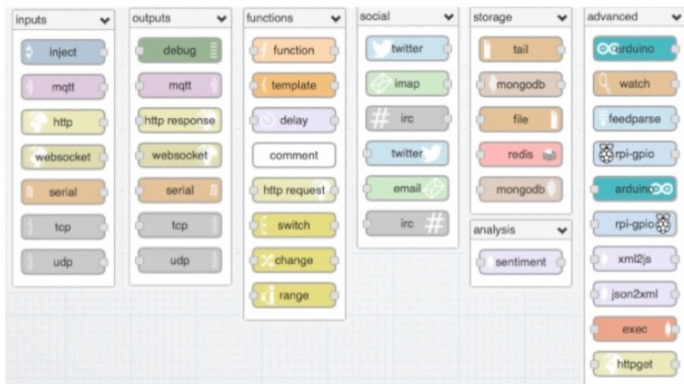 inputs
inject
mqtt
http
websocket
serial
tcp
udp
outputs
debug
mqtt
http response
websocket
serial
tcp
udp
functions
function
template
delay
comment
http request
switch
change
range
social
twitter
imap
irc
twitter
email
irc
storage
tail
mongodb
file
redis
mongodb
analysis
sentiment
advanced
arduino
watch
feedparse
rpi-gpio
arduino
rpi-gpio
xml2js
json2xml
exec
httpget